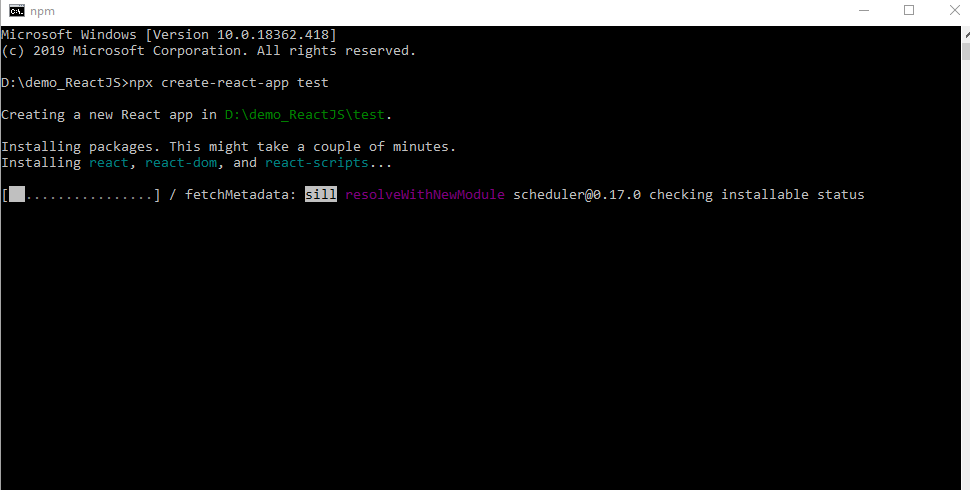 npm
Microsoft Windows [Version 10.0.18362.418]
(c) 2019 Microsoft Corporation. All rights reserved.
D:\demo_ReactJS>npx create-react-app test
Creating a new React app in D:\demo_ReactJS\test.
Installing packages. This might take a couple of minutes.
Installing react, react-dom, and react-scripts...
[██................] / fetchMetadata: sill resolveWithNewModule scheduler@0.17.0 checking installable status